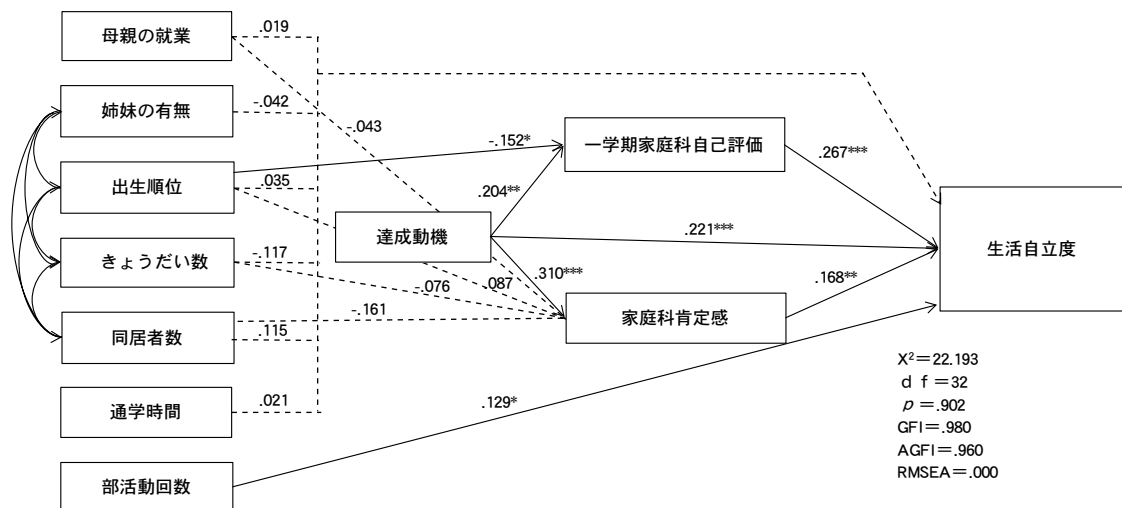 母親の就業
.019
姉妹の有無
-.042
-.043
出生順位
-.152*
.035
一学期家庭科自己評価
.267***
.204**
達成動機
.221***
生活自立度
きょうだい数
-.117
-.076
.087
.310***
.168**
家庭科肯定感
同居者数
-.161
.115
通学時間
.021
.129*
部活動回数
X²=22.193
df=32
p=.902
GFI=.980
AGFI=.960
RMSEA=.000